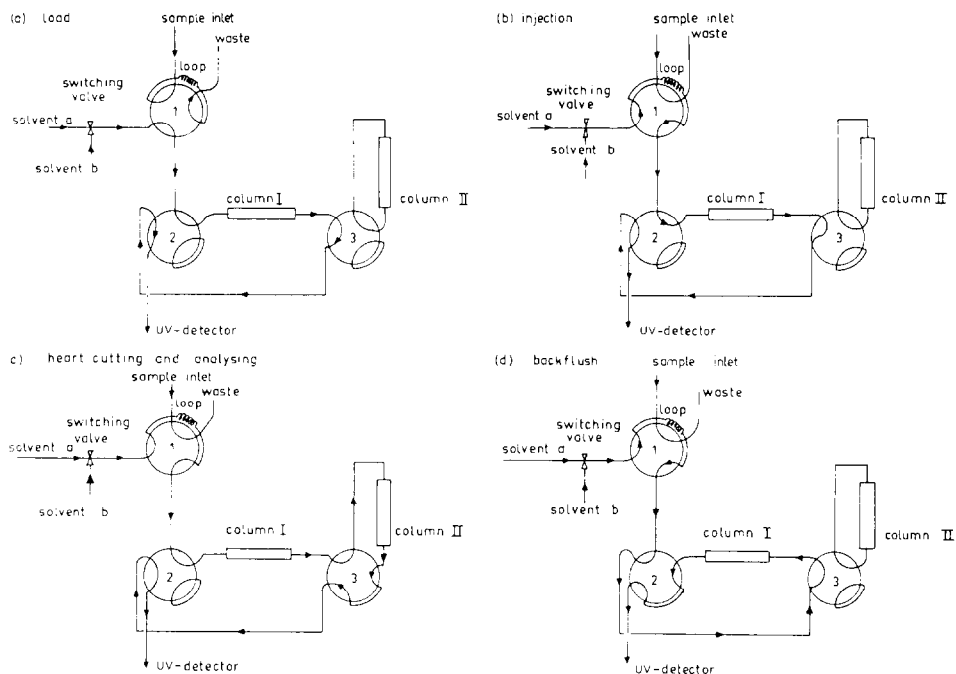 (a) load
sample inlet
waste
loop
switching
valve
1
solvent a
solvent b
column I
column II
2
3
UV-detector
(b) injection
sample inlet
waste
loop
switching
valve
1
solvent a
solvent b
column I
column II
2
3
UV-detector
c) heart cutting and analysing
sample inlet
waste
loop
switching
valve
1
solvent a
solvent b
column I
column II
2
3
UV-detector
(d) backflush
sample inlet
waste
loop
switching
valve
1
solvent a
solvent b
column I
column II
2
3
UV-detector